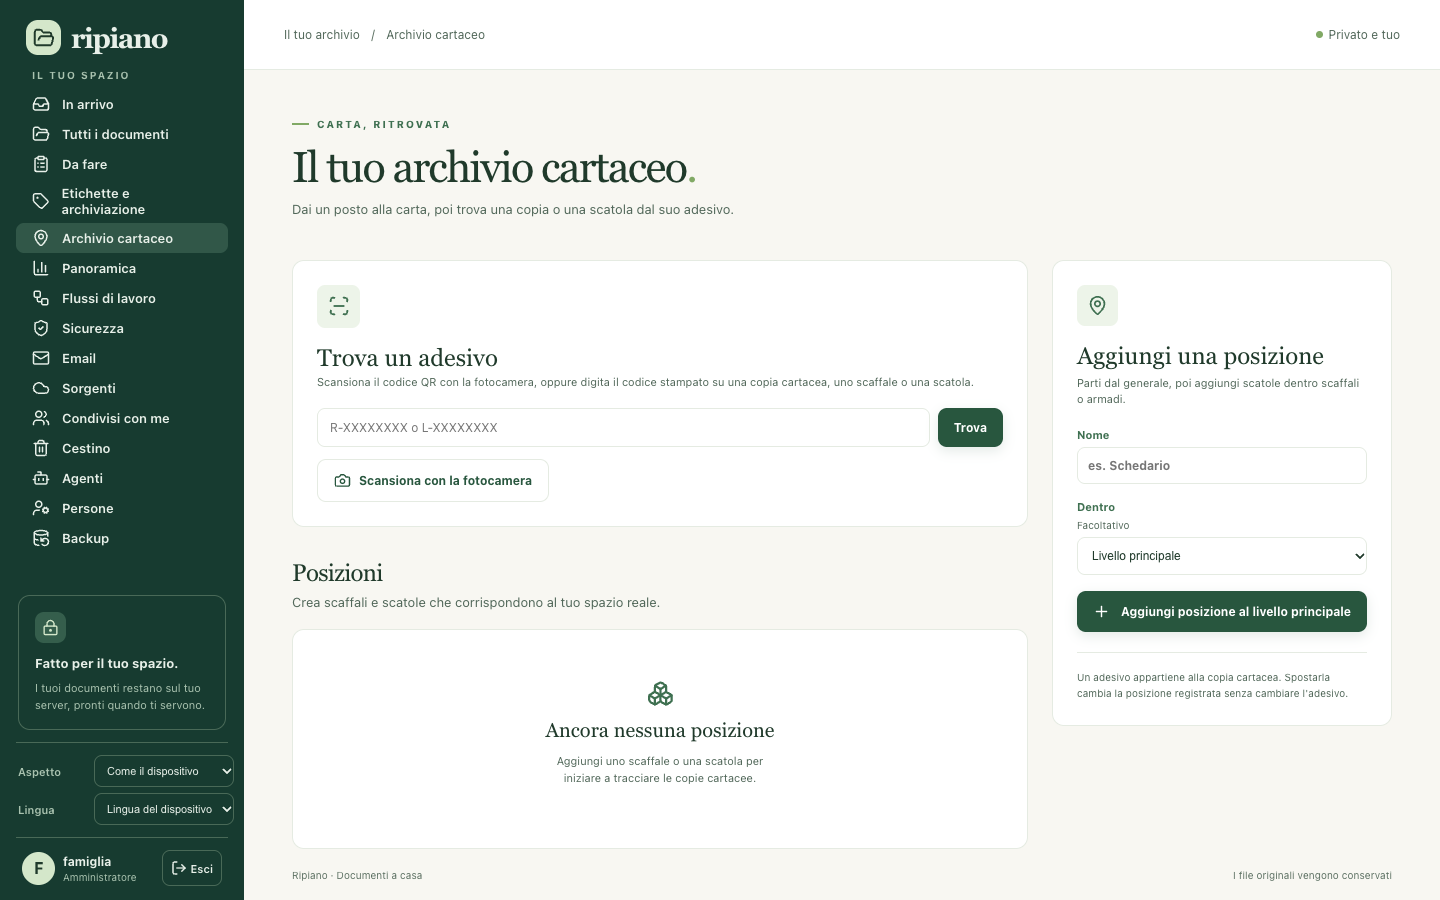 ripiano
IL TUO SPAZIO
In arrivo
Tutti i documenti
Da fare
Etichette e
archiviazione
Archivio cartaceo
Panoramica
Flussi di lavoro
Sicurezza
Email
Sorgenti
Condivisi con me
Cestino
Agenti
Persone
Backup
Fatto per il tuo spazio.
I tuoi documenti restano sul tuo
server, pronti quando ti servono.
Aspetto
Come il dispositivo
Lingua
Lingua del dispositivo
F
famiglia
Amministratore
Esci
Il tuo archivio / Archivio cartaceo
Privato e tuo
CARTA, RITROVATA
Il tuo archivio cartaceo.
Dai un posto alla carta, poi trova una copia o una scatola dal suo adesivo.
Trova un adesivo
Scansiona il codice QR con la fotocamera, oppure digita il codice stampato su una copia cartacea, uno scaffale o una scatola.
R-XXXXXXXX o L-XXXXXXXX
Trova
Scansiona con la fotocamera
Posizioni
Crea scaffali e scatole che corrispondono al tuo spazio reale.
Ancora nessuna posizione
Aggiungi uno scaffale o una scatola per
iniziare a tracciare le copie cartacee.
Aggiungi una posizione
Parti dal generale, poi aggiungi scatole dentro scaffali
o armadi.
Nome
es. Schedario
Dentro
Facoltativo
Livello principale
Aggiungi posizione al livello principale
Un adesivo appartiene alla copia cartacea. Spostarla
cambia la posizione registrata senza cambiare l'adesivo.
Ripiano · Documenti a casa
I file originali vengono conservati